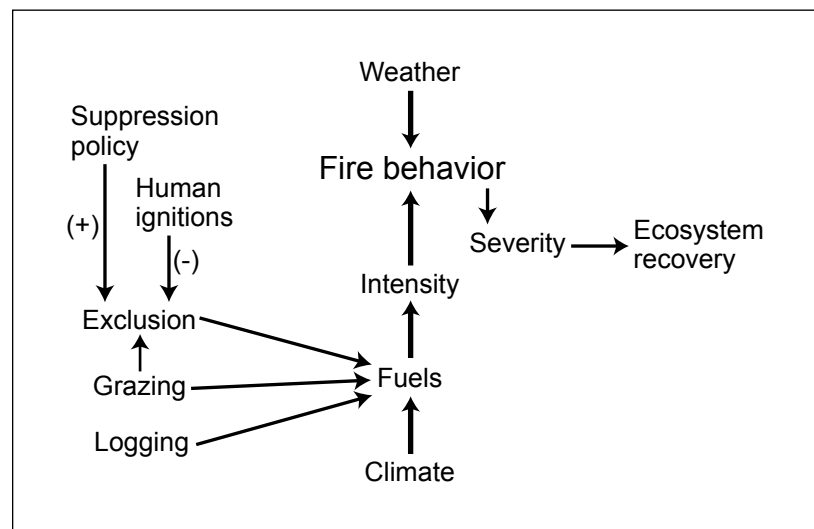 Weather
Suppression
policy
Fire behavior
Human
ignitions
(+)
(-)
Severity
Ecosystem
recovery
Intensity
Exclusion
Grazing
Fuels
Logging
Climate